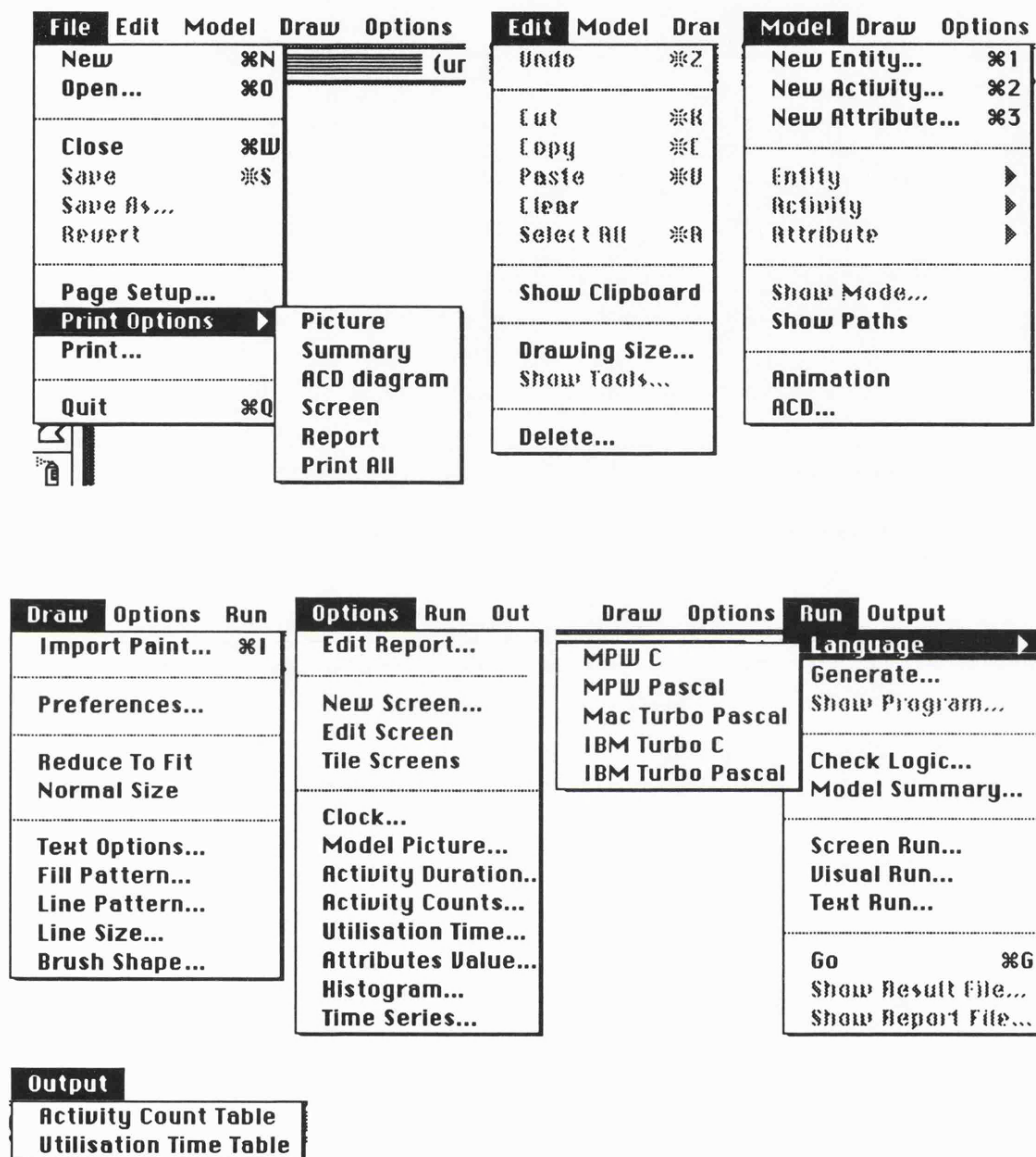 File Edit Model Draw Options
New ⌘N
(ur
Open... ⌘O
Close ⌘W
Save ⌘S
Save As...
Revert
Page Setup...
Print Options ▶
Print...
Quit ⌘Q
Picture
Summary
ACD diagram
Screen
Report
Print All
Edit Model Dra
Undo ⌘Z
Cut ⌘X
Copy ⌘C
Paste ⌘V
Clear
Select All ⌘A
Show Clipboard
Drawing Size...
Show Tools...
Delete...
Model Draw Options
New Entity... ⌘1
New Activity... ⌘2
New Attribute... ⌘3
Entity ▶
Activity ▶
Attribute ▶
Show Mode...
Show Paths
Animation
ACD...
Draw Options Run
Import Paint... ⌘I
Preferences...
Reduce To Fit
Normal Size
Text Options...
Fill Pattern...
Line Pattern...
Line Size...
Brush Shape...
Options Run Out
Edit Report...
New Screen...
Edit Screen
Tile Screens
Clock...
Model Picture...
Activity Duration..
Activity Counts...
Utilisation Time...
Attributes Value...
Histogram...
Time Series...
Draw Options Run Output
MPW C
MPW Pascal
Mac Turbo Pascal
IBM Turbo C
IBM Turbo Pascal
Language ▶
Generate...
Show Program...
Check Logic...
Model Summary...
Screen Run...
Visual Run...
Text Run...
Go ⌘G
Show Result File...
Show Report File...
Output
Activity Count Table
Utilisation Time Table